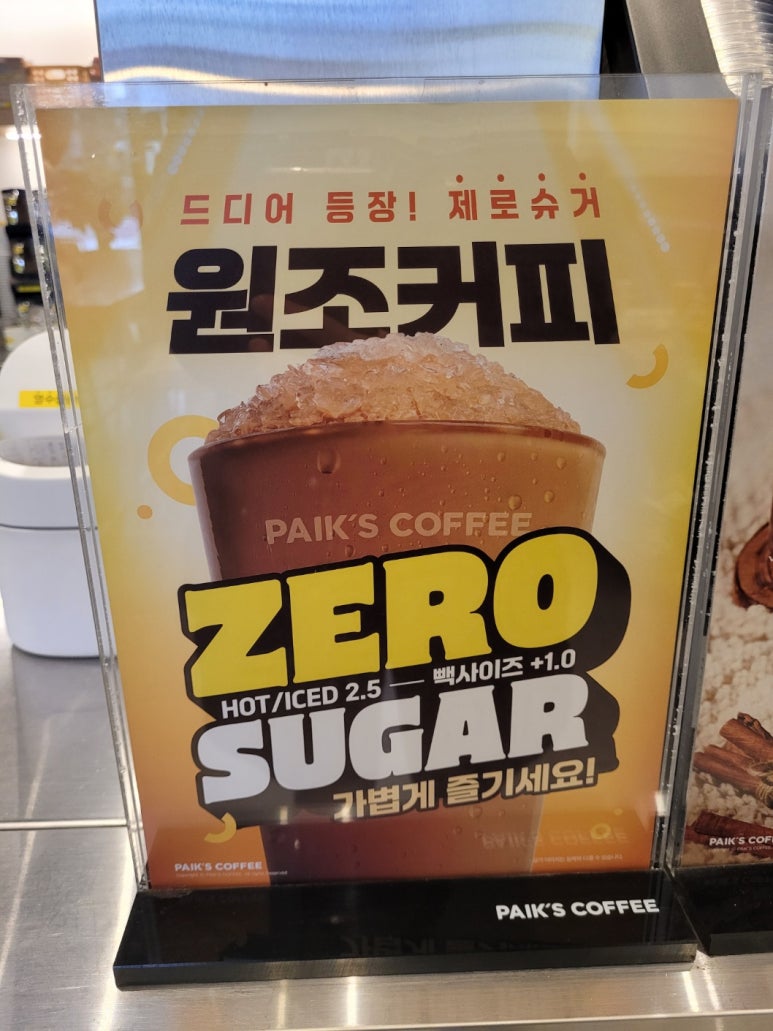 드디어 등장! 제로슈거
원조커피
PAIK'S COFFEE
ZERO
HOT/ICED 2.5 — 빽사이즈 +1.0
SUGAR
가볍게 즐기세요!
PAIK'S COFFEE
PAIK'S COFFEE
PAIK'S COFFEE